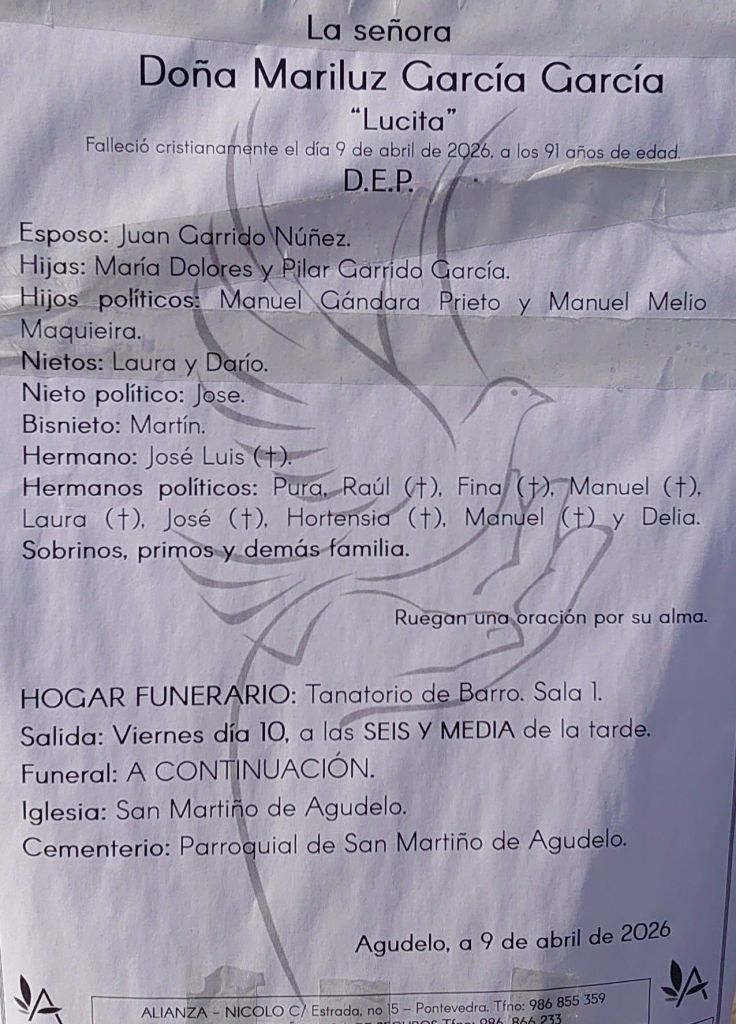 La señora
Doña Mariluz García García
“Lucita”
Falleció cristianamente el día 9 de abril de 2026, a los 91 años de edad.
D.E.P.
Esposo: Juan Garrido Núñez.
Hijas: María Dolores y Pilar Garrido García.
Hijos políticos: Manuel Gándara Prieto y Manuel Melio
Maquieira.
Nietos: Laura y Darío.
Nieto político: Jose.
Bisnieto: Martín.
Hermano: José Luis (†).
Hermanos políticos: Pura, Raúl (†), Fina (†), Manuel (†),
Laura (†), José (†), Hortensia (†), Manuel (†) y Delia.
Sobrinos, primos y demás familia.
Ruegan una oración por su alma.
HOGAR FUNERARIO: Tanatorio de Barro. Sala 1.
Salida: Viernes día 10, a las SEIS Y MEDIA de la tarde.
Funeral: A CONTINUACIÓN.
Iglesia: San Martiño de Agudelo.
Cementerio: Parroquial de San Martiño de Agudelo.
Agudelo, a 9 de abril de 2026
ALIANZA - NICOLO C/ Estrada, no 15 – Pontevedra. Tfno: 986 855 359
Tfno: 986 866 233